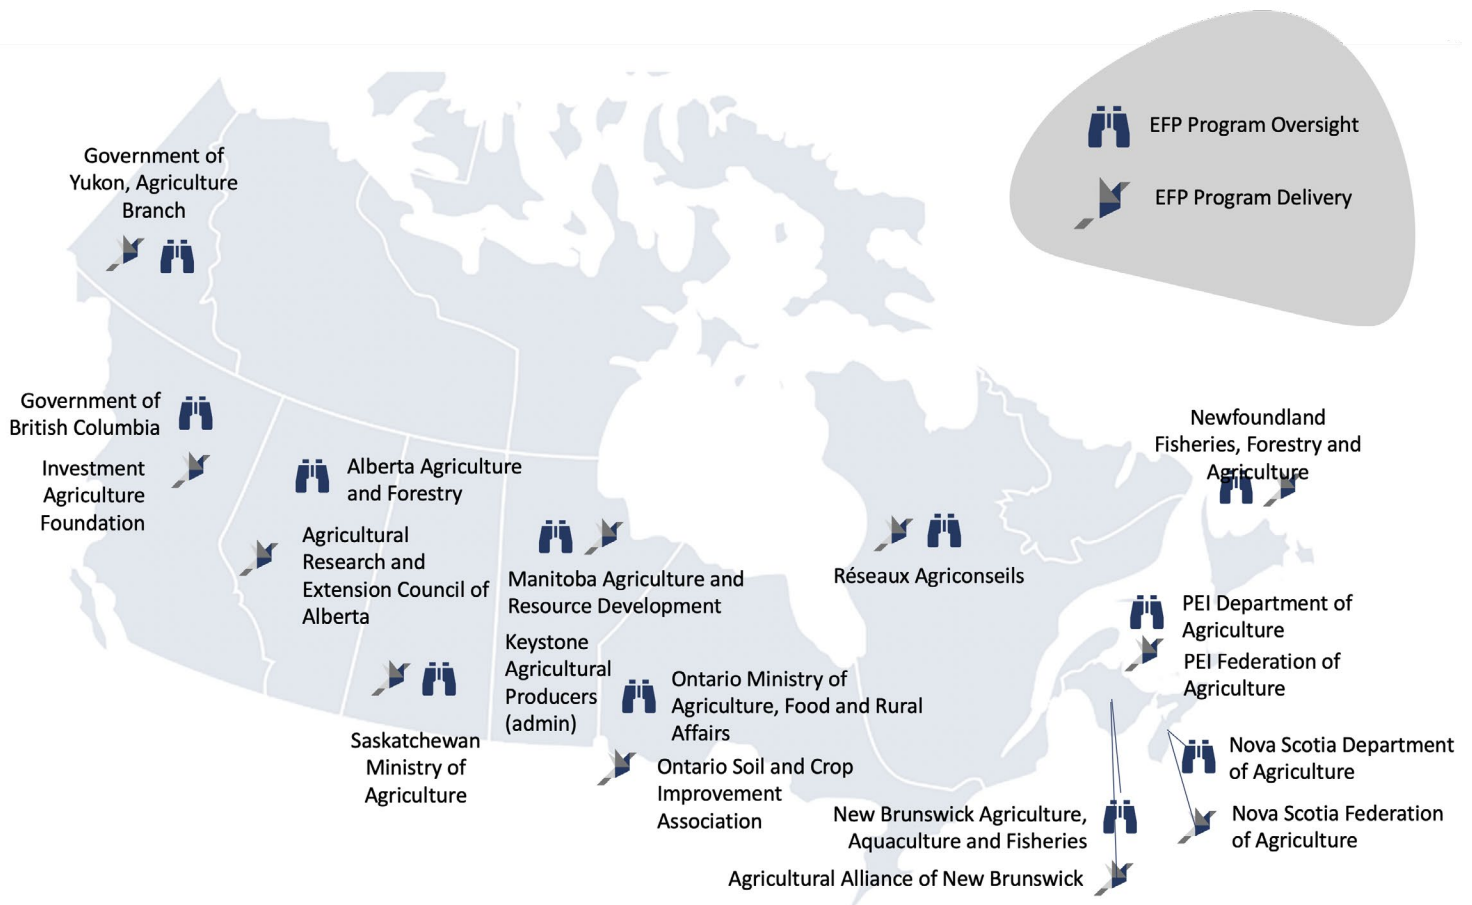 EFP Program Oversight
EFP Program Delivery
Government of
Yukon, Agriculture
Branch
Government of
British Columbia
Investment
Agriculture
Foundation
Alberta Agriculture
and Forestry
Agricultural
Research and
Extension Council of
Alberta
Saskatchewan
Ministry of
Agriculture
Manitoba Agriculture and
Resource Development
Keystone
Agricultural
Producers
(admin)
Ontario Ministry of
Agriculture, Food and Rural
Affairs
Ontario Soil and Crop
Improvement
Association
Réseaux Agriconseils
Newfoundland
Fisheries, Forestry and
Agriculture
PEI Department of
Agriculture
PEI Federation of
Agriculture
Nova Scotia Department
of Agriculture
Nova Scotia Federation
of Agriculture
New Brunswick Agriculture,
Aquaculture and Fisheries
Agricultural Alliance of New Brunswick